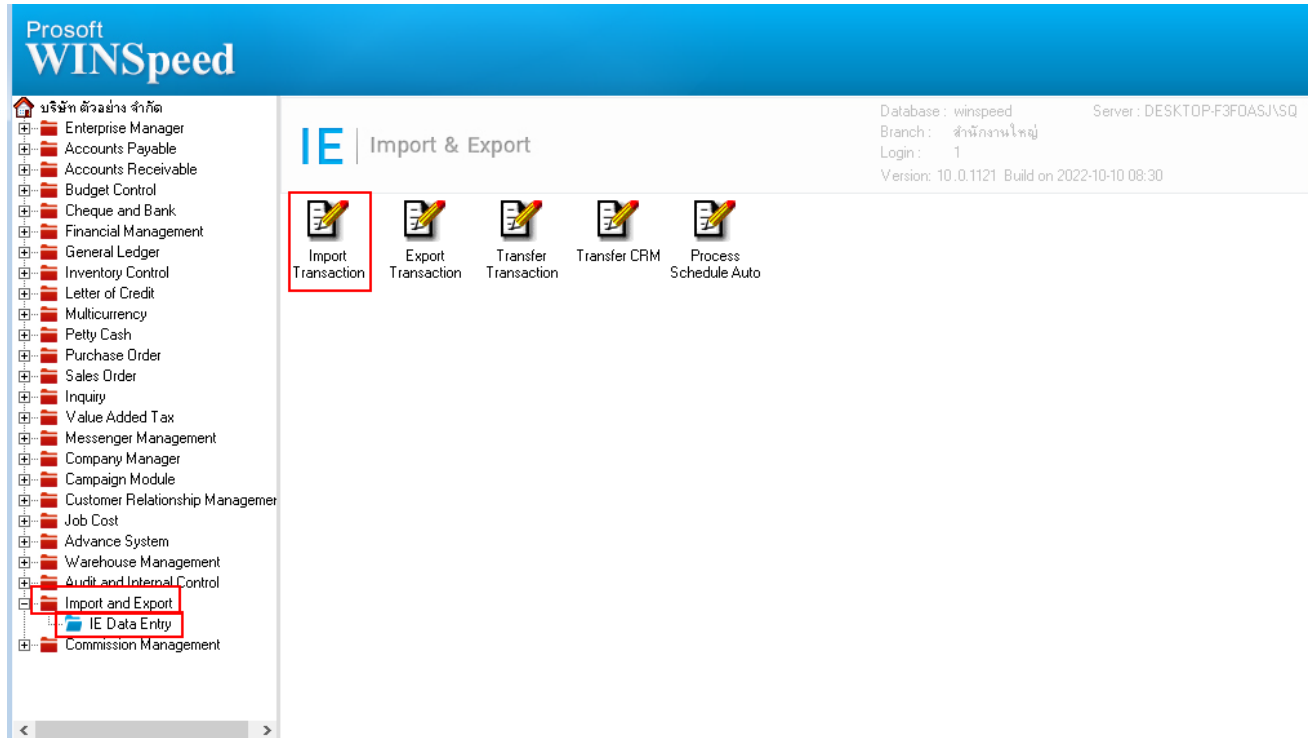 Prosoft
WINSpeed
บริษัท ตัวอย่าง จำกัด
Enterprise Manager
Accounts Payable
Accounts Receivable
Budget Control
Cheque and Bank
Financial Management
General Ledger
Inventory Control
Letter of Credit
Multicurrency
Petty Cash
Purchase Order
Sales Order
Inquiry
Value Added Tax
Messenger Management
Company Manager
Campaign Module
Customer Relationship Managemer
Job Cost
Advance System
Warehouse Management
Audit and Internal Control
Import and Export
IE Data Entry
Commission Management
IE Import & Export
Database : winspeed Server : DESKTOP-F3FOASJ\SQ
Branch : สำนักงานใหญ่
Login : 1
Version: 10.0.1121 Build on 2022-10-10 08:30
Import Transaction
Export Transaction
Transfer Transaction
Transfer CRM
Process Schedule Auto